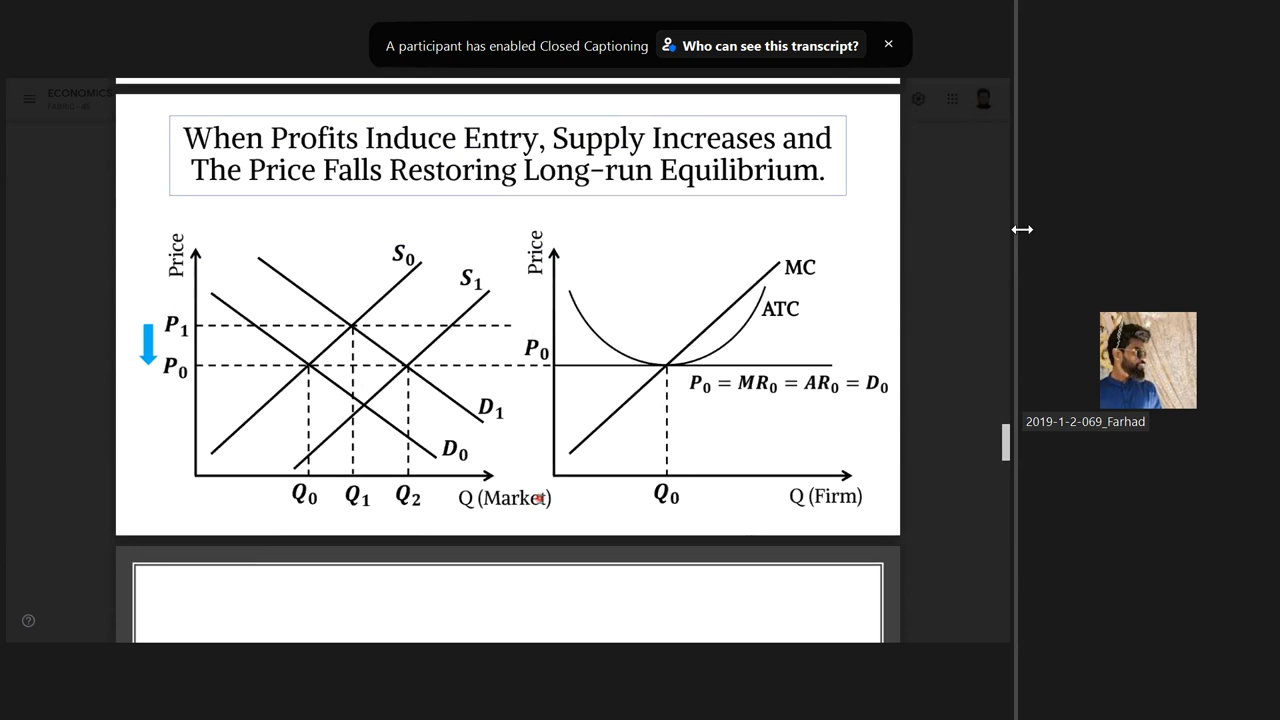 A participant has enabled Closed Captioning Who can see this transcript?
ECONOMICS
When Profits Induce Entry, Supply Increases and
The Price Falls Restoring Long-run Equilibrium.
Price
S₀
S₁
P₁
P₀
D₁
D₀
Q₀ Q₁ Q₂ Q (Market)
Price
MC
ATC
P₀
P₀ = MR₀ = AR₀ = D₀
Q₀ Q (Firm)
2019-1-2-069_Farhad